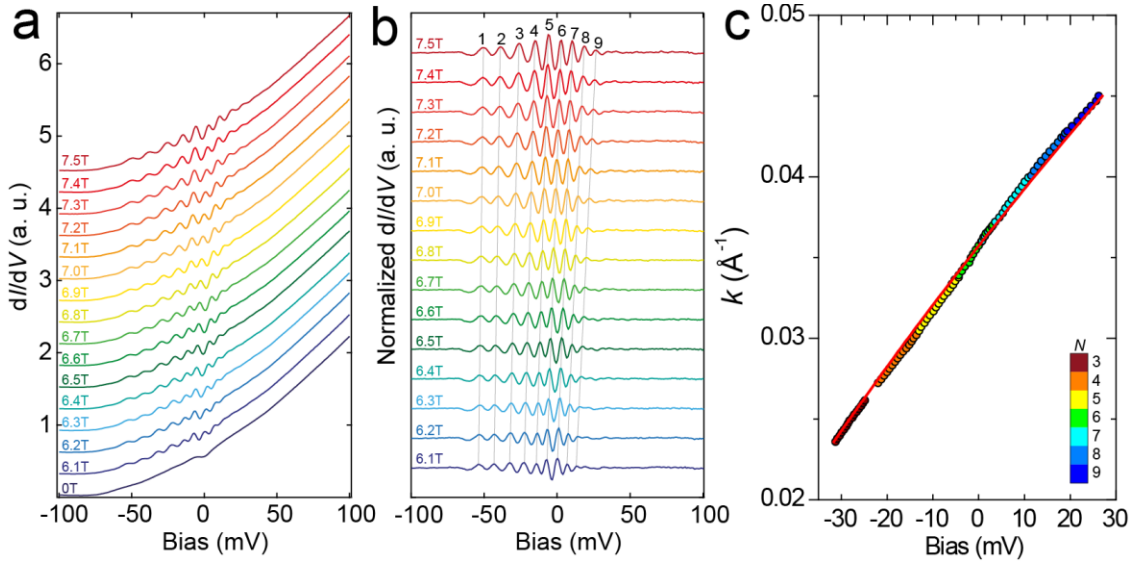 a
dI/dV (a. u.)
6
5
4
3
2
1
7.5T
7.4T
7.3T
7.2T
7.1T
7.0T
6.9T
6.8T
6.7T
6.6T
6.5T
6.4T
6.3T
6.2T
6.1T
0T
-100 -50 0 50 100
Bias (mV)
b
Normalized dI/dV (a. u.)
1 2 3 4 5 6 7 8 9
7.5T
7.4T
7.3T
7.2T
7.1T
7.0T
6.9T
6.8T
6.7T
6.6T
6.5T
6.4T
6.3T
6.2T
6.1T
-100 -50 0 50 100
Bias (mV)
c
k (Å⁻¹)
0.05
0.04
0.03
0.02
N
3
4
5
6
7
8
9
-30 -20 -10 0 10 20 30
Bias (mV)